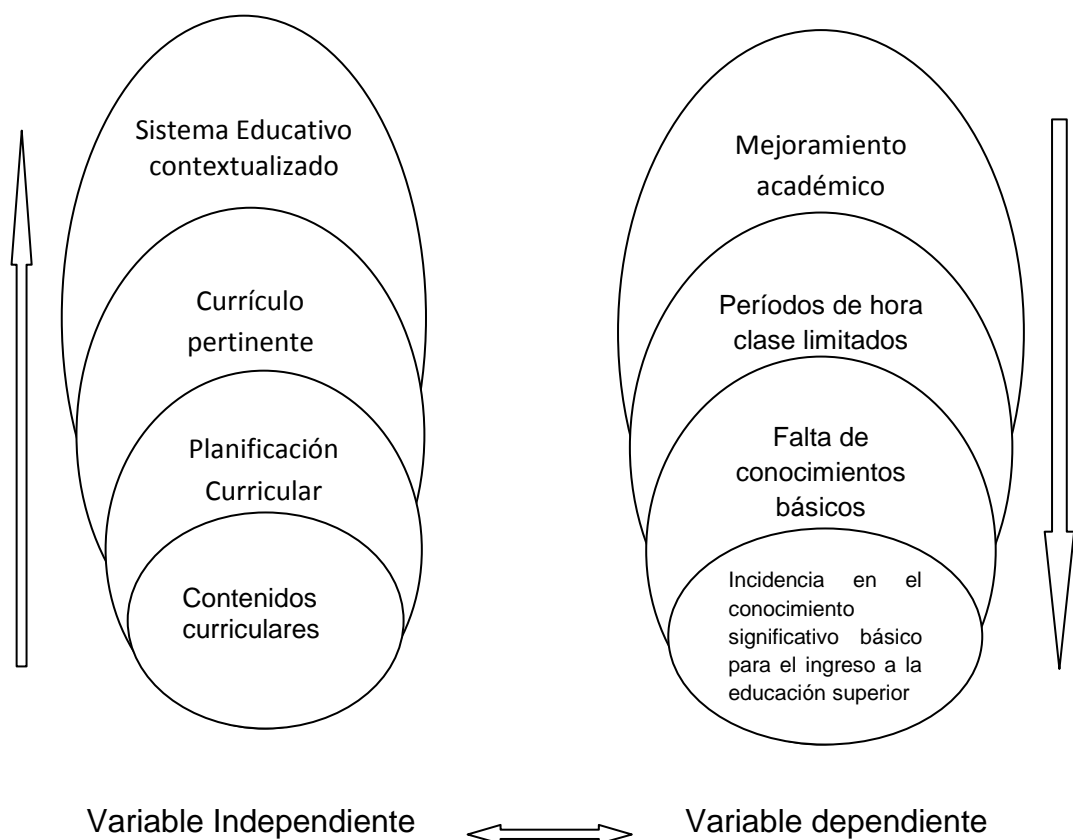 Sistema Educativo
contextualizado
Currículo
pertinente
Planificación
Curricular
Contenidos
curriculares
Mejoramiento
académico
Períodos de hora
clase limitados
Falta de
conocimientos
básicos
Incidencia en el
conocimiento
significativo básico
para el ingreso a la
educación superior
Variable Independiente
Variable dependiente